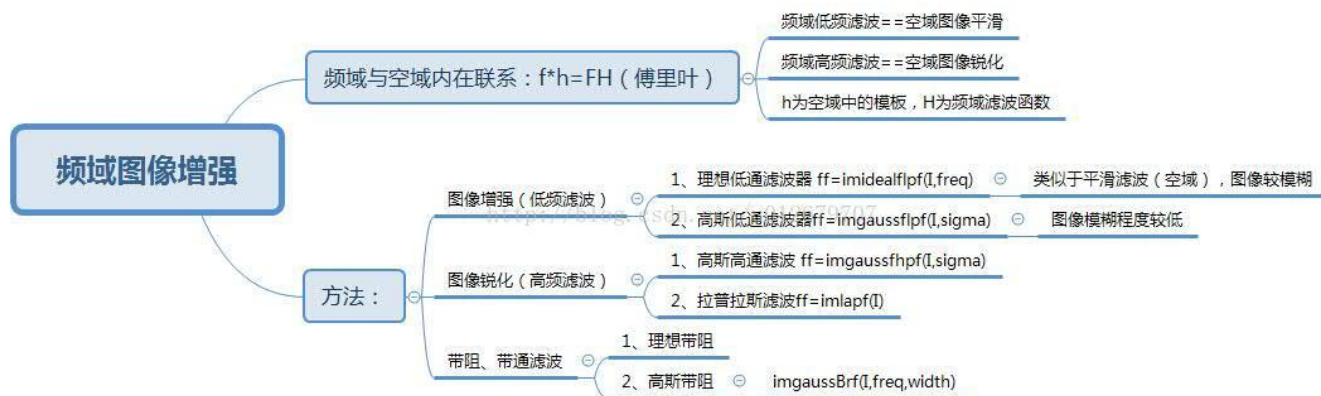 频域图像增强
频域与空域内在联系：f*h=FH（傅里叶）
频域低频滤波==空域图像平滑
频域高频滤波==空域图像锐化
h为空域中的模板，H为频域滤波函数
方法：
图像增强（低频滤波）
1、理想低通滤波器 ff=imidealflpf(I,freq)
类似于平滑滤波（空域），图像较模糊
2、高斯低通滤波器ff=imgaussflpf(I,sigma)
图像模糊程度较低
图像锐化（高频滤波）
1、高斯高通滤波 ff=imgaussfhpf(I,sigma)
2、拉普拉斯滤波ff=imlapf(I)
带阻、带通滤波
1、理想带阻
2、高斯带阻
imgaussBrf(I,freq,width)